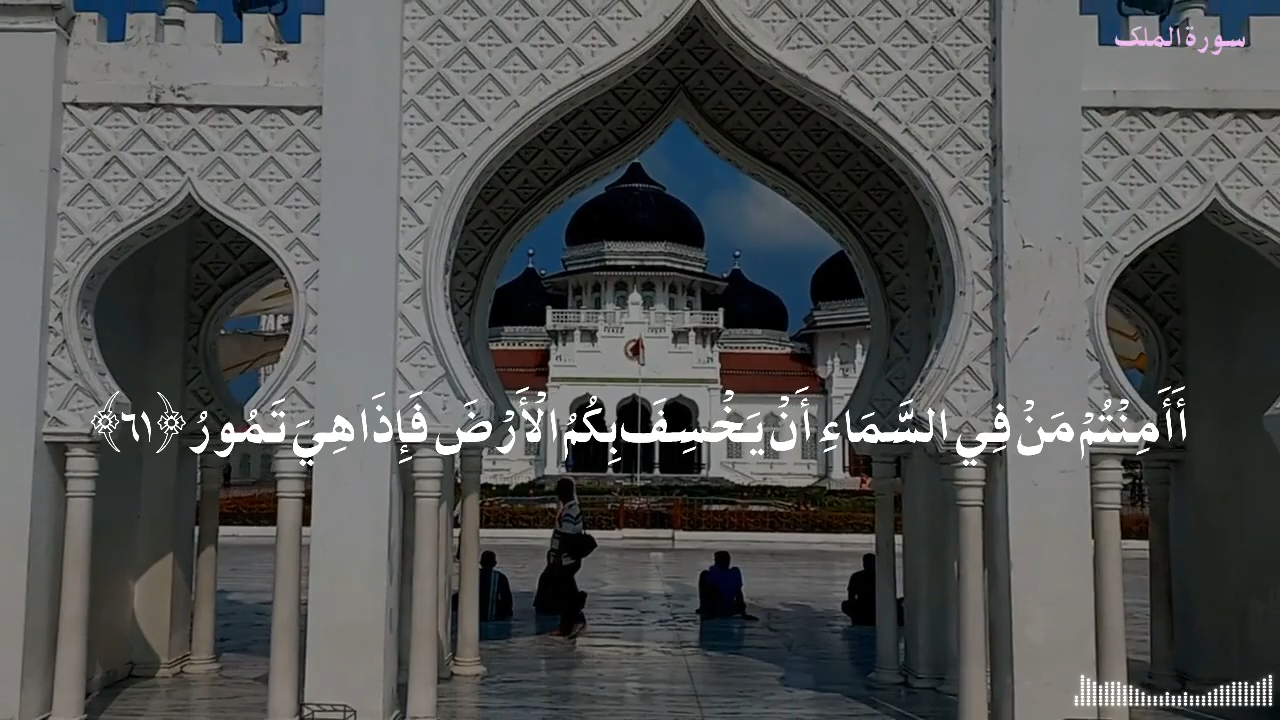 سورة الملك
أَأَمِنْتُمْ مَنْ فِي السَّمَاءِ أَنْ يَخْسِفَ بِكُمُ الْأَرْضَ فَإِذَا هِيَ تَمُورُ ﴿٦١﴾